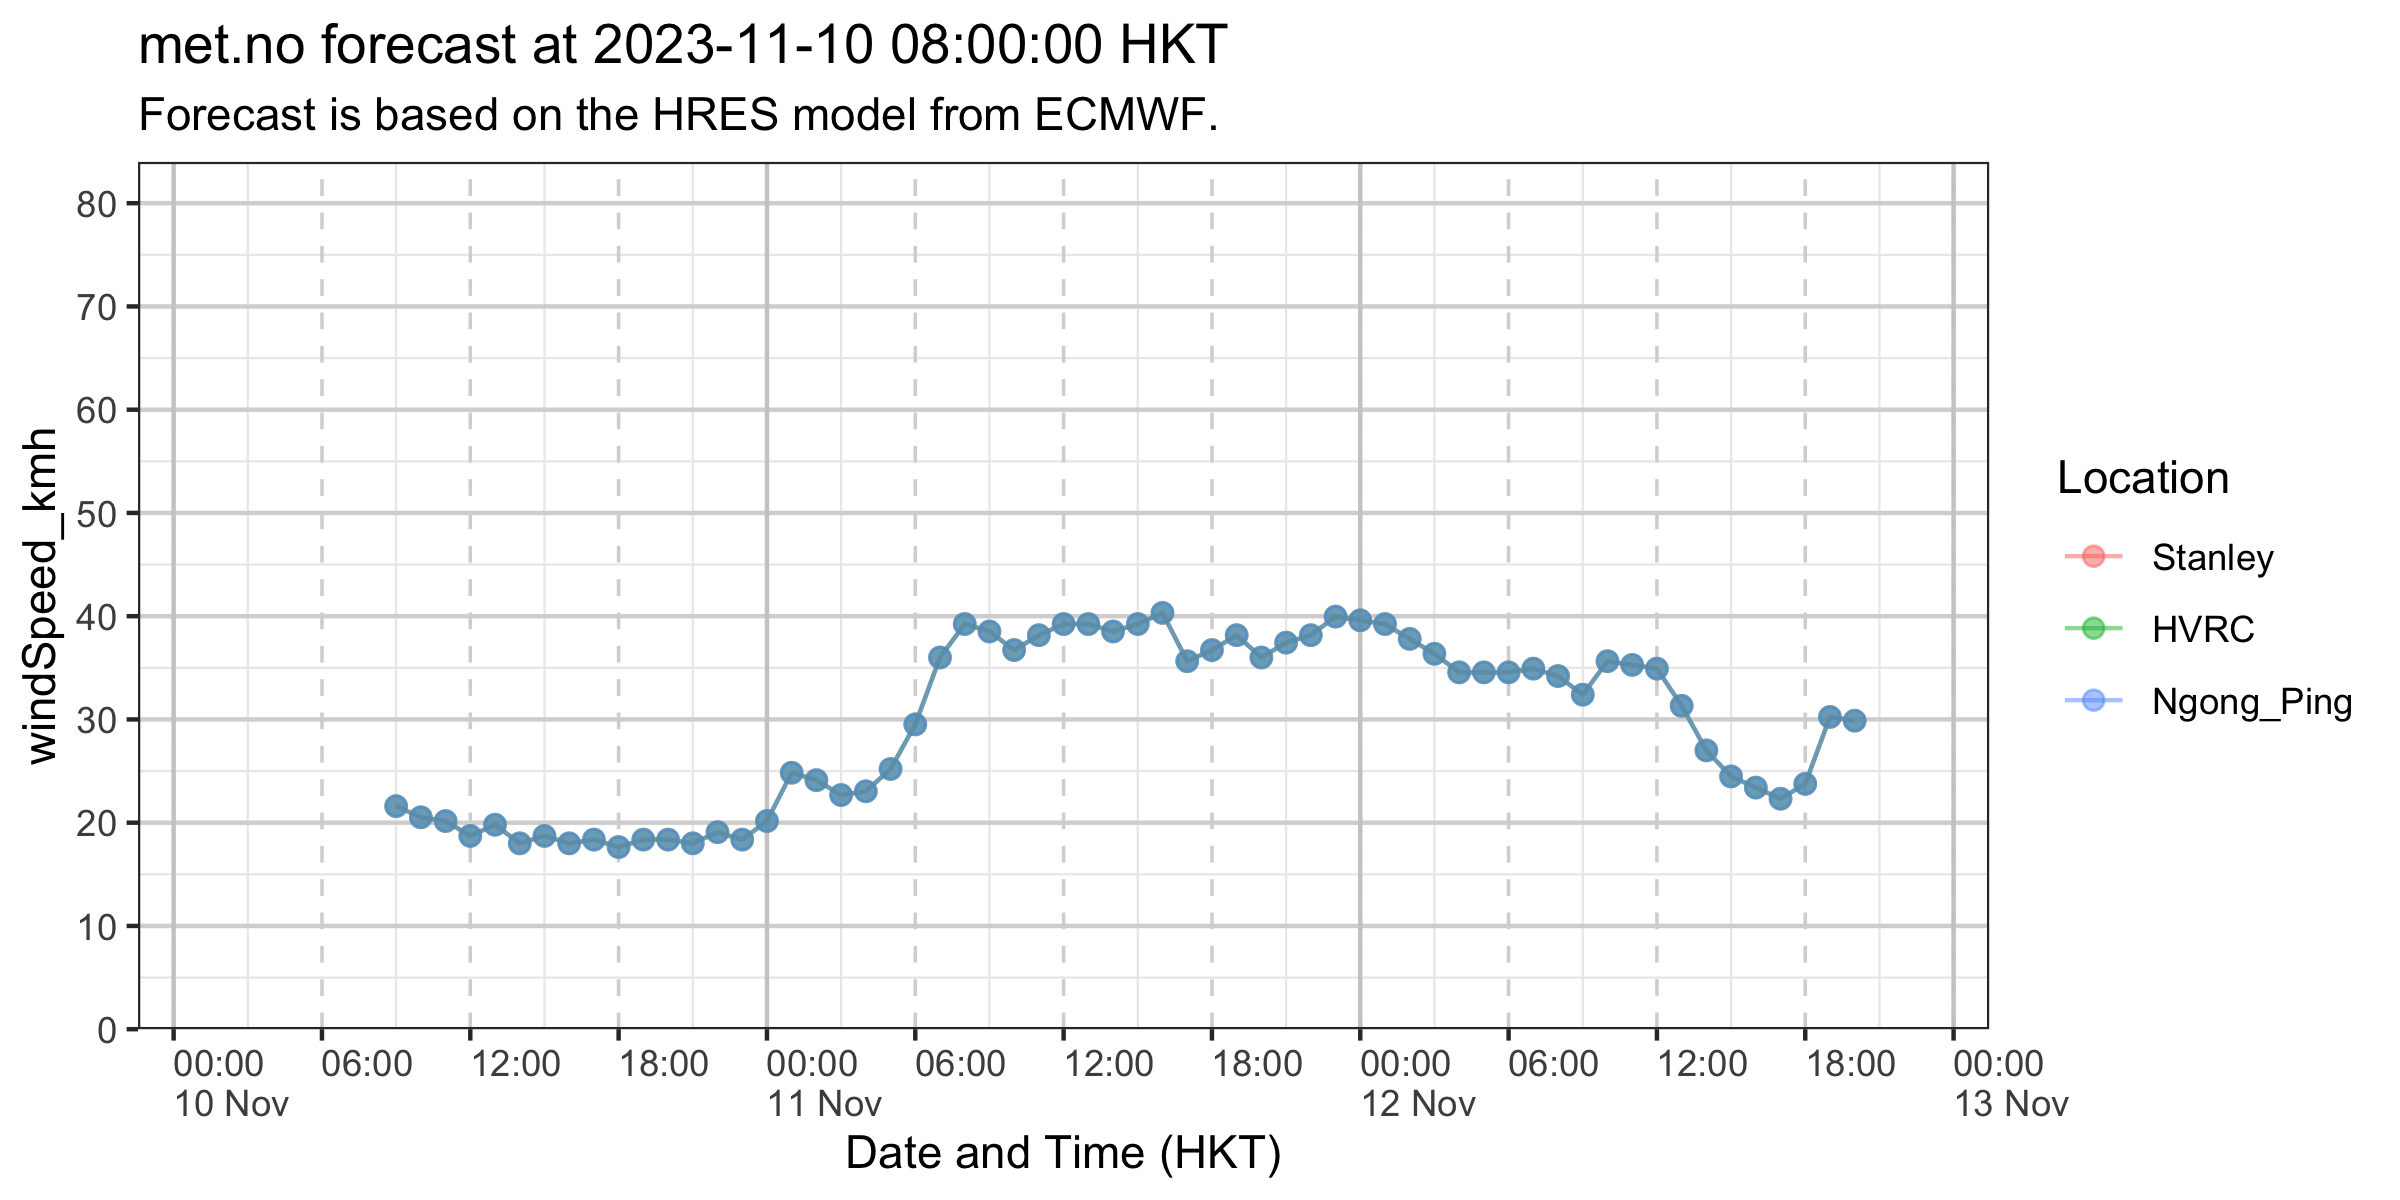 met.no forecast at 2023-11-10 08:00:00 HKT
Forecast is based on the HRES model from ECMWF.
windSpeed_kmh
80
70
60
50
40
30
20
10
0
00:00 06:00 12:00 18:00 00:00 06:00 12:00 18:00 00:00 06:00 12:00 18:00 00:00
10 Nov 11 Nov 12 Nov 13 Nov
Date and Time (HKT)
Location
Stanley
HVRC
Ngong_Ping